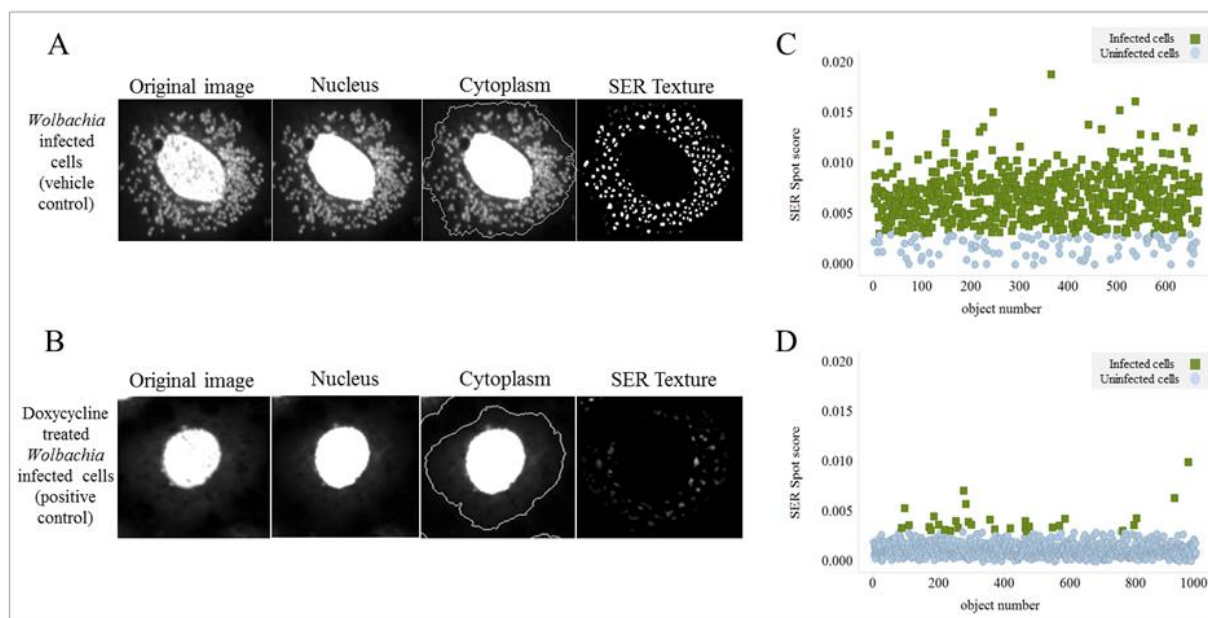 A
Original image
Nucleus
Cytoplasm
SER Texture
Wolbachia
infected
cells
(vehicle
control)
B
Original image
Nucleus
Cytoplasm
SER Texture
Doxycycline
treated
Wolbachia
infected cells
(positive
control)
C
Infected cells
Uninfected cells
SER Spot score
0.020
0.015
0.010
0.005
0.000
0 100 200 300 400 500 600
object number
D
Infected cells
Uninfected cells
SER Spot score
0.020
0.015
0.010
0.005
0.000
0 200 400 600 800 1000
object number